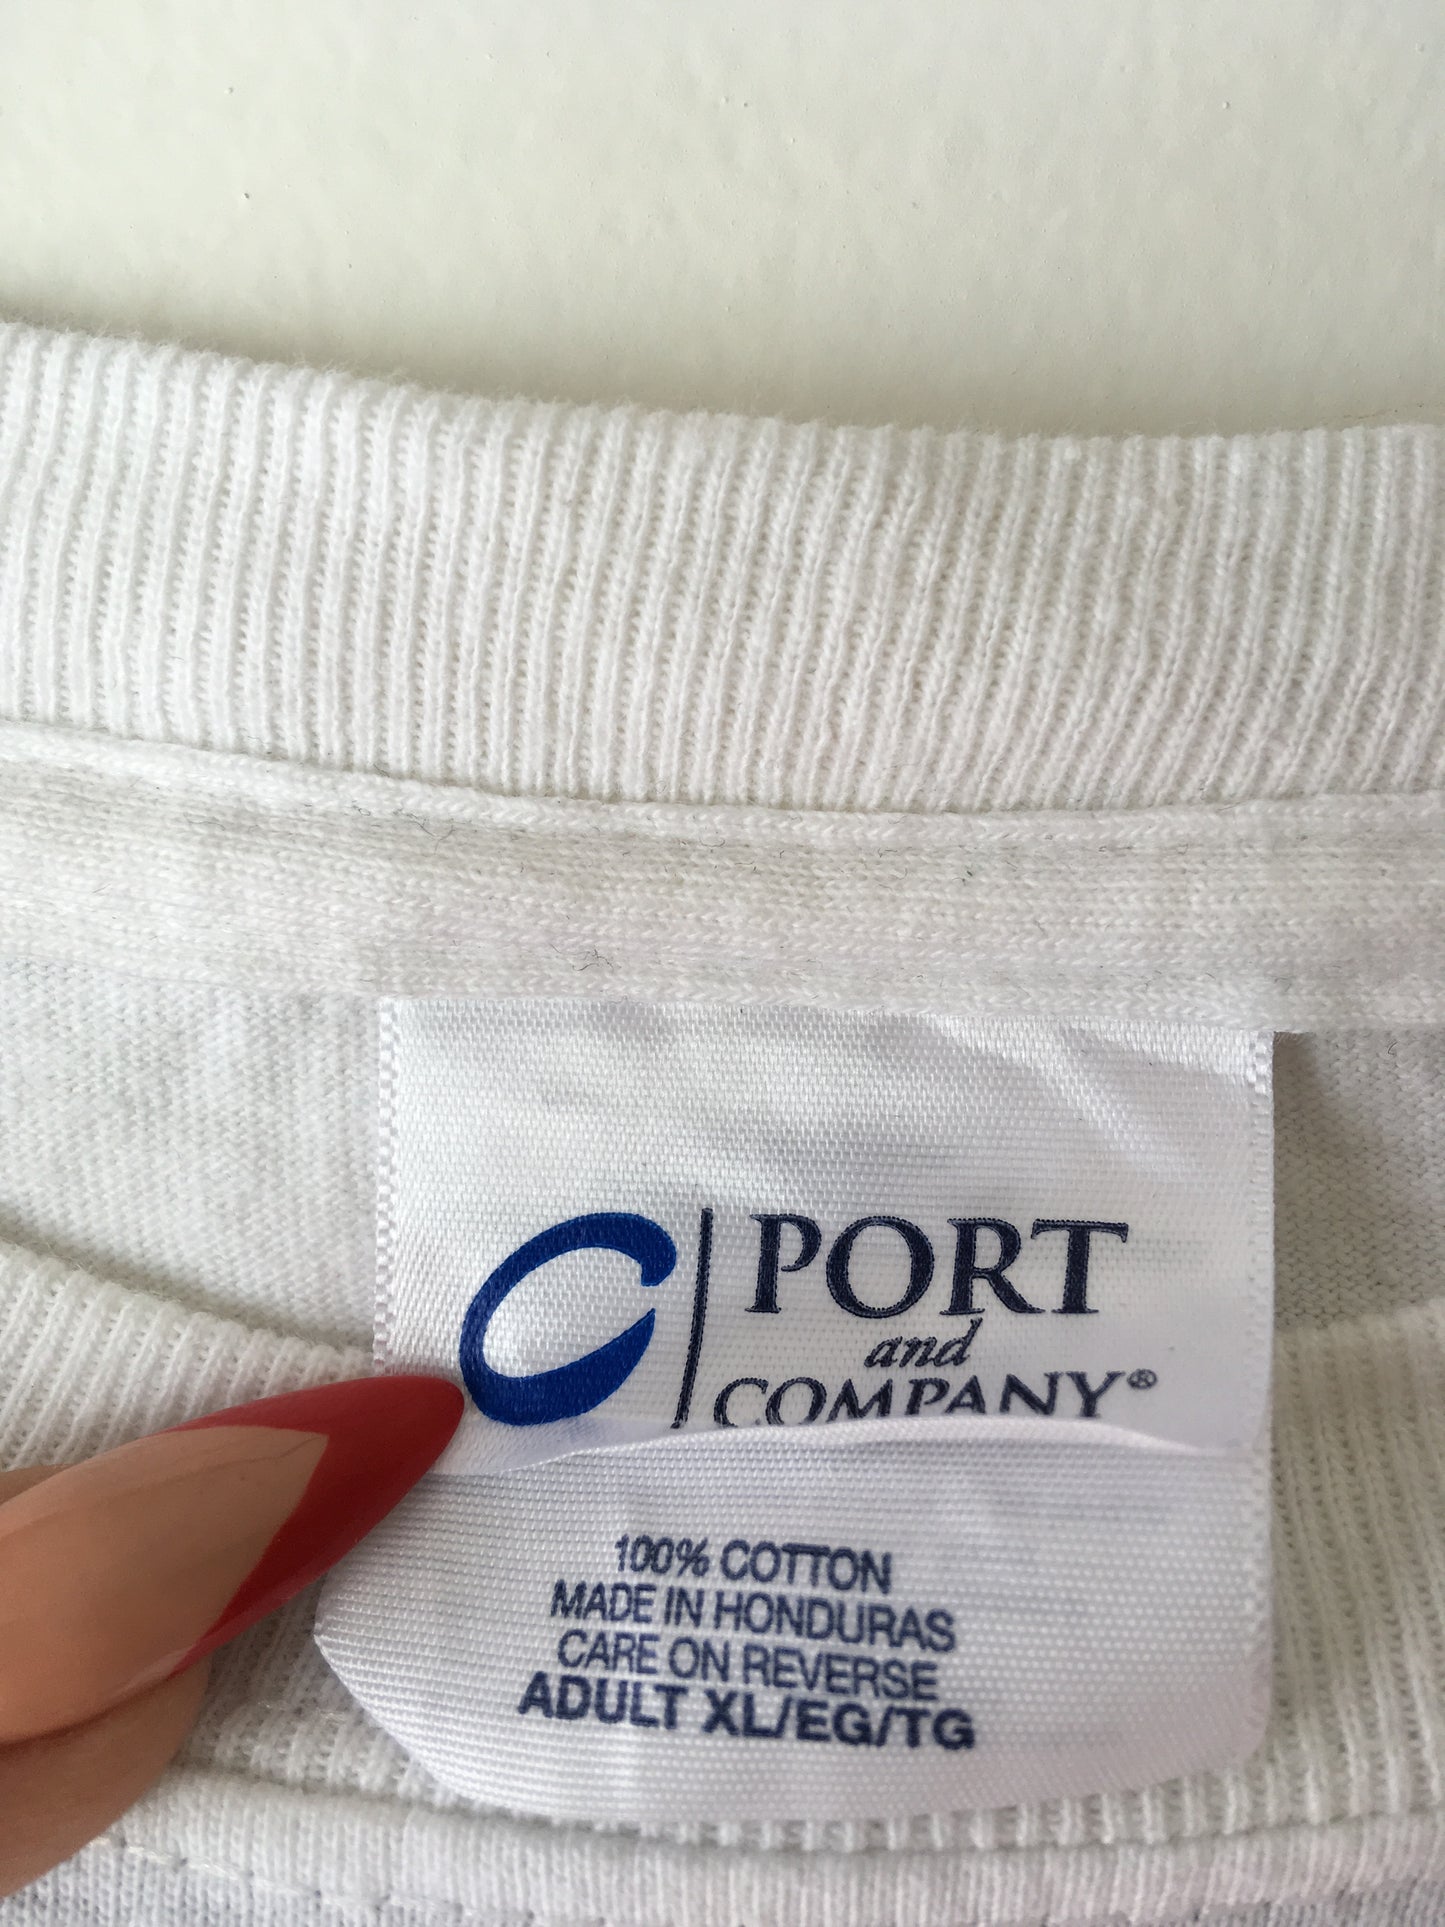 PORT
and
COMPANY®
100% COTTON
MADE IN HONDURAS
CARE ON REVERSE
ADULT XL/EG/TG